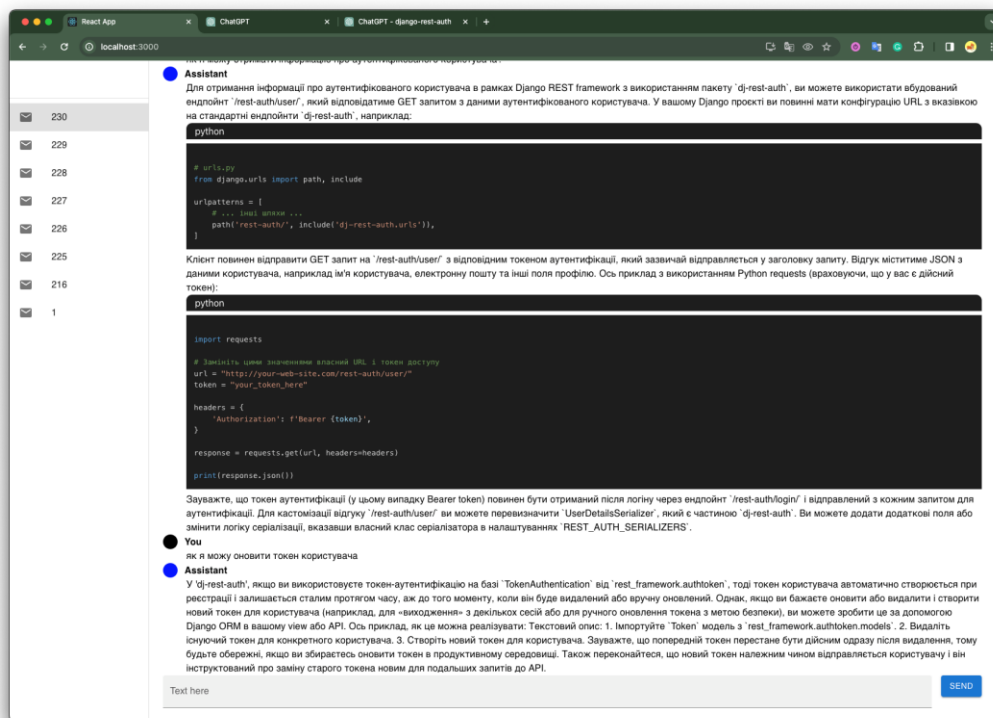 React App
ChatGPT
ChatGPT - django-rest-auth
localhost:3000
230
229
228
227
226
225
216
1
Assistant
Для отримання інформації про аутентифікованого користувача в рамках Django REST framework з використанням пакету `dj-rest-auth`, ви можете використати вбудований
ендпойнт `/rest-auth/user/`, який відповідатиме GET запитом з даними аутентифікованого користувача. У вашому Django проєкті ви повинні мати конфігурацію URL з вказівкою
на стандартні ендпойнти `dj-rest-auth`, наприклад:
python
# urls.py
from django.urls import path, include
urlpatterns = [
# ... інші шляхи ...
path('rest-auth/', include('dj-rest-auth.urls')),
]
Клієнт повинен відправити GET запит на `/rest-auth/user/` з відповідним токеном аутентифікації, який зазвичай відправляється у заголовку запиту. Відгук міститиме JSON з
даними користувача, наприклад ім'я користувача, електронну пошту та інші поля профілю. Ось приклад з використанням Python requests (враховуючи, що у вас є дійсний
токен):
python
import requests
# Замініть цими значеннями власний URL і токен доступу
url = "http://your-web-site.com/rest-auth/user/"
token = "your_token_here"
headers = {
'Authorization': f'Bearer {token}',
}
response = requests.get(url, headers=headers)
print(response.json())
Зауважте, що токен аутентифікації (у цьому випадку Bearer token) повинен бути отриманий після логіну через ендпойнт `/rest-auth/login/` і відправлений з кожним запитом для
аутентифікації. Для кастомізації відгуку `/rest-auth/user/` ви можете перевизначити `UserDetailsSerializer`, який є частиною `dj-rest-auth`. Ви можете додати додаткові поля або
змінити логіку серіалізації, вказавши власний клас серіалізатора в налаштуваннях `REST_AUTH_SERIALIZERS`.
You
як я можу оновити токен користувача
Assistant
У 'dj-rest-auth', якщо ви використовуєте токен-аутентифікацію на базі `TokenAuthentication` від `rest_framework.authtoken`, тоді токен користувача автоматично створюється при
реєстрації і залишається сталим протягом часу, аж до того моменту, коли він буде видалений або вручну оновлений. Однак, якщо ви бажаєте оновити або видалити і створити
новий токен для користувача (наприклад, для «виходження» з декількох сесій або для ручного оновлення токена з метою безпеки), ви можете зробити це за допомогою
Django ORM в вашому view або API. Ось приклад, як це можна реалізувати: Текстовий опис: 1. Імпортуйте `Token` модель з `rest_framework.authtoken.models`. 2. Видаліть
існуючий токен для конкретного користувача. 3. Створіть новий токен для користувача. Зауважте, що попередній токен перестане бути дійсним одразу після видалення, тому
будьте обережні, якщо ви збираєтесь оновити токен в продуктивному середовищі. Також переконайтеся, що новий токен належним чином відправляється користувачу і він
інструктований про заміну старого токена новим для подальших запитів до API.
Text here
SEND